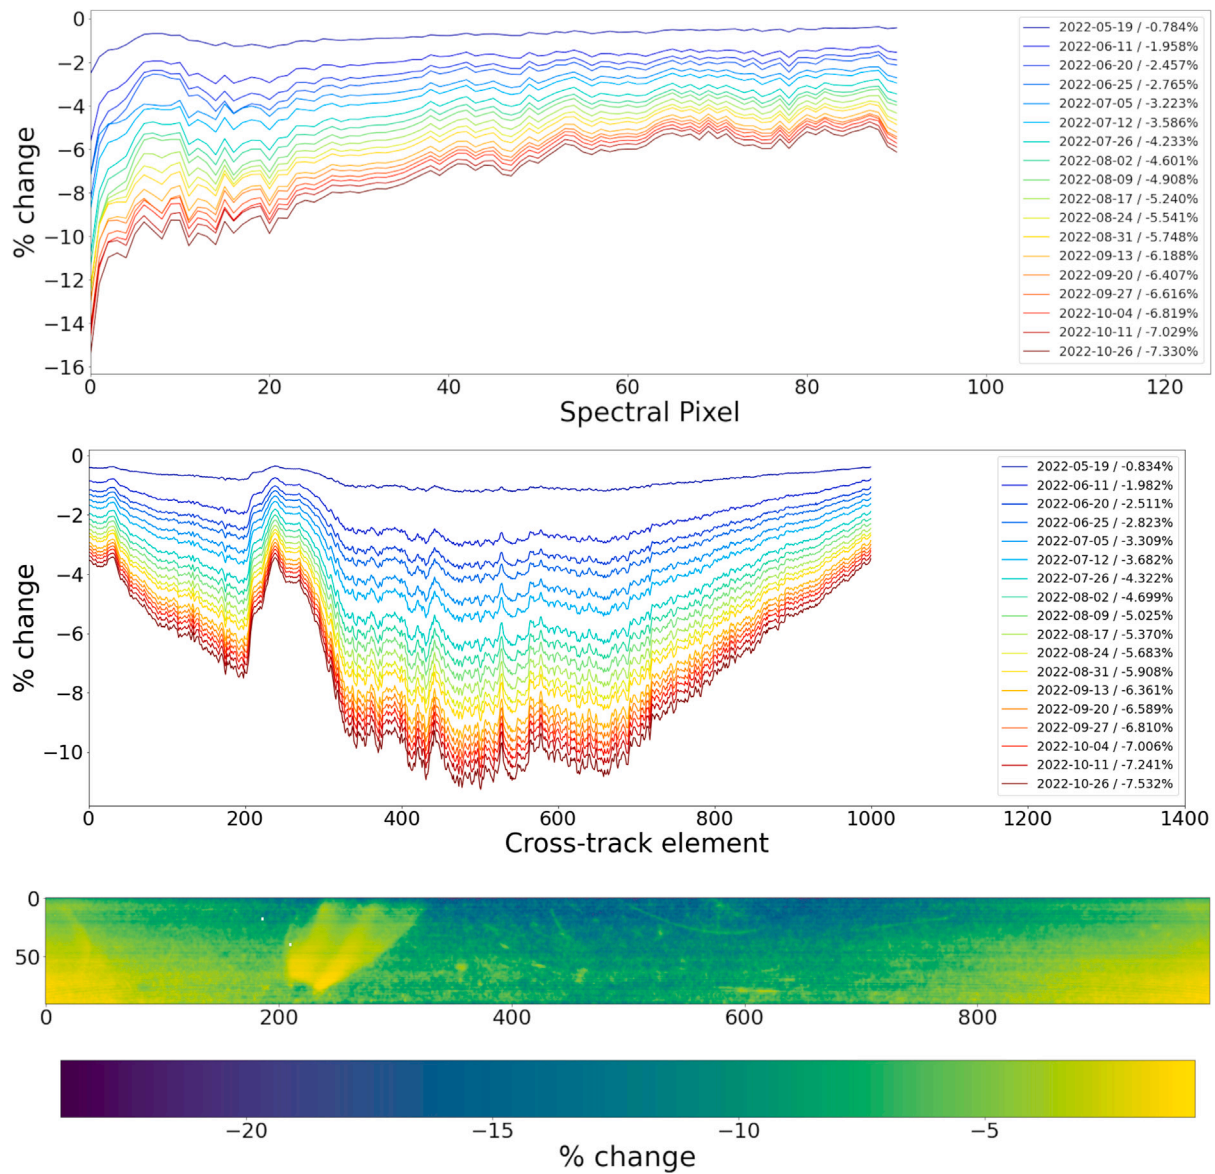 0
−2
−4
−6
−8
−10
−12
−14
−16
% change
0
20
40
60
80
100
120
Spectral Pixel
2022-05-19 / -0.784%
2022-06-11 / -1.958%
2022-06-20 / -2.457%
2022-06-25 / -2.765%
2022-07-05 / -3.223%
2022-07-12 / -3.586%
2022-07-26 / -4.233%
2022-08-02 / -4.601%
2022-08-09 / -4.908%
2022-08-17 / -5.240%
2022-08-24 / -5.541%
2022-08-31 / -5.748%
2022-09-13 / -6.188%
2022-09-20 / -6.407%
2022-09-27 / -6.616%
2022-10-04 / -6.819%
2022-10-11 / -7.029%
2022-10-26 / -7.330%
0
−2
−4
−6
−8
−10
% change
0
200
400
600
800
1000
1200
1400
Cross-track element
2022-05-19 / -0.834%
2022-06-11 / -1.982%
2022-06-20 / -2.511%
2022-06-25 / -2.823%
2022-07-05 / -3.309%
2022-07-12 / -3.682%
2022-07-26 / -4.322%
2022-08-02 / -4.699%
2022-08-09 / -5.025%
2022-08-17 / -5.370%
2022-08-24 / -5.683%
2022-08-31 / -5.908%
2022-09-13 / -6.361%
2022-09-20 / -6.589%
2022-09-27 / -6.810%
2022-10-04 / -7.006%
2022-10-11 / -7.241%
2022-10-26 / -7.532%
0
50
0
200
400
600
800
−20
−15
−10
−5
% change